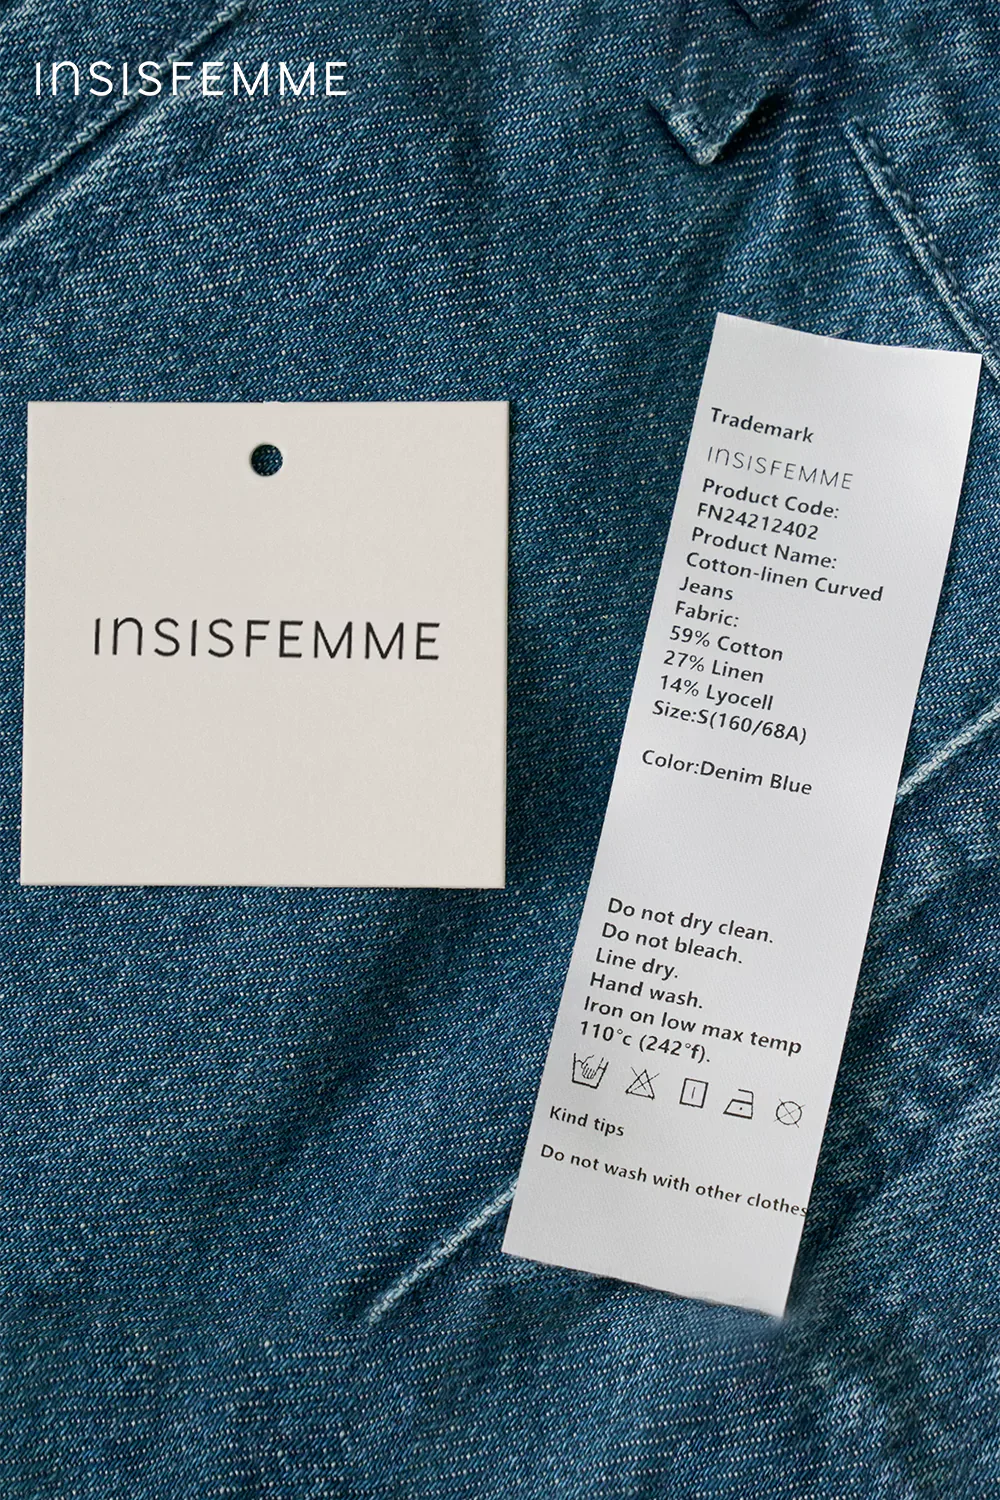 INSISFEMME
INSISFEMME
Trademark
INSISFEMME
Product Code:
FN24212402
Product Name:
Cotton-linen Curved
Jeans
Fabric:
59% Cotton
27% Linen
14% Lyocell
Size:S(160/68A)
Color:Denim Blue
Do not dry clean.
Do not bleach.
Line dry.
Hand wash.
Iron on low max temp
110°c (242°f).
Kind tips
Do not wash with other clothes